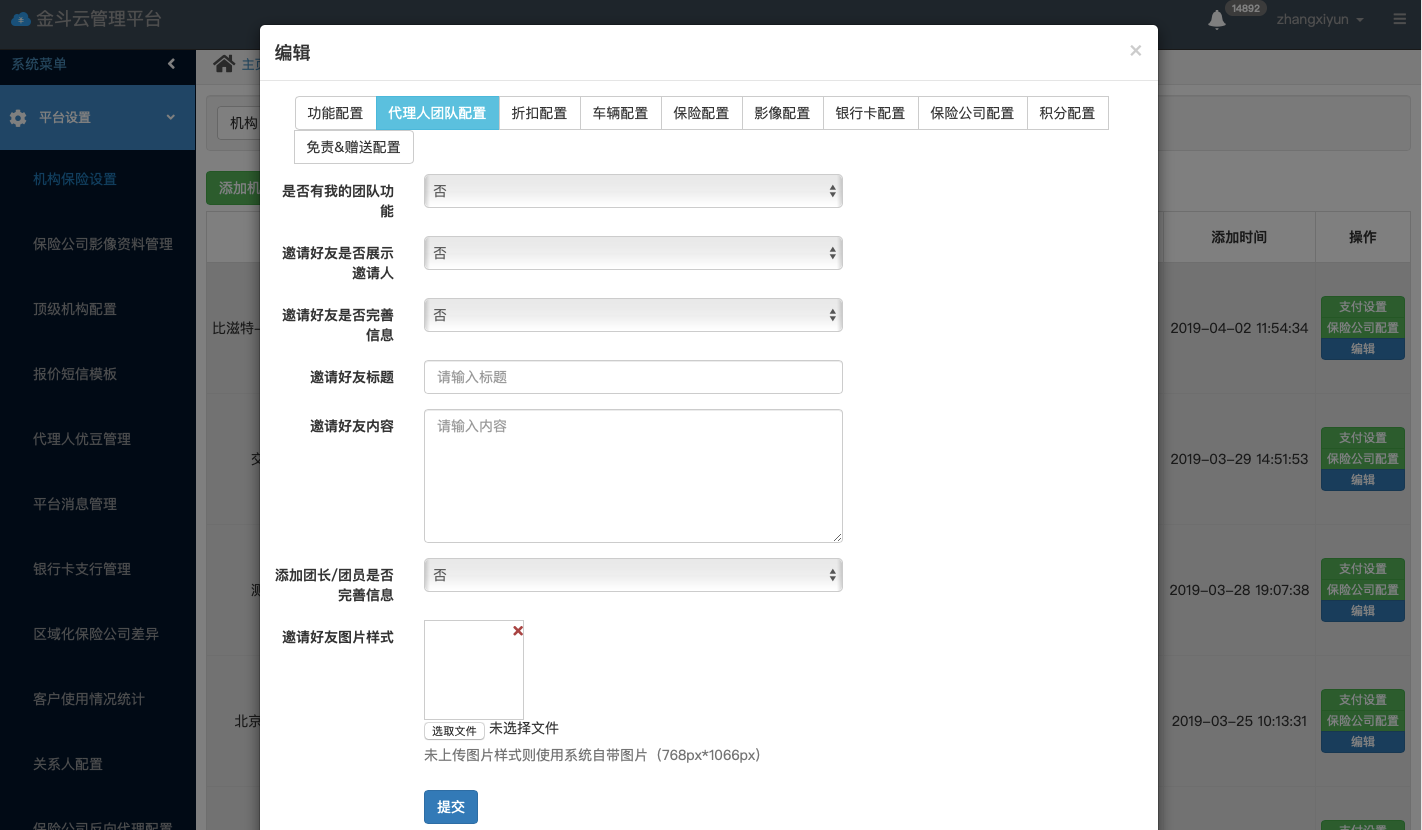 金斗云管理平台
14892
zhangxiyun
系统菜单
主页
平台设置
机构保险设置
保险公司影像资料管理
顶级机构配置
报价短信模板
代理人优豆管理
平台消息管理
银行卡支行管理
区域化保险公司差异
客户使用情况统计
关系人配置
保险公司反向代理配置
机构
添加机
比滋特-
交
测
北京
编辑
×
功能配置
代理人团队配置
折扣配置
车辆配置
保险配置
影像配置
银行卡配置
保险公司配置
积分配置
免责&赠送配置
是否有我的团队功
能
否
邀请好友是否展示
邀请人
否
邀请好友是否完善
信息
否
邀请好友标题
请输入标题
邀请好友内容
请输入内容
添加团长/团员是否
完善信息
否
邀请好友图片样式
选取文件 未选择文件
未上传图片样式则使用系统自带图片（768px*1066px）
提交
添加时间
操作
2019-04-02 11:54:34
支付设置
保险公司配置
编辑
2019-03-29 14:51:53
支付设置
保险公司配置
编辑
2019-03-28 19:07:38
支付设置
保险公司配置
编辑
2019-03-25 10:13:31
支付设置
保险公司配置
编辑
支付设置